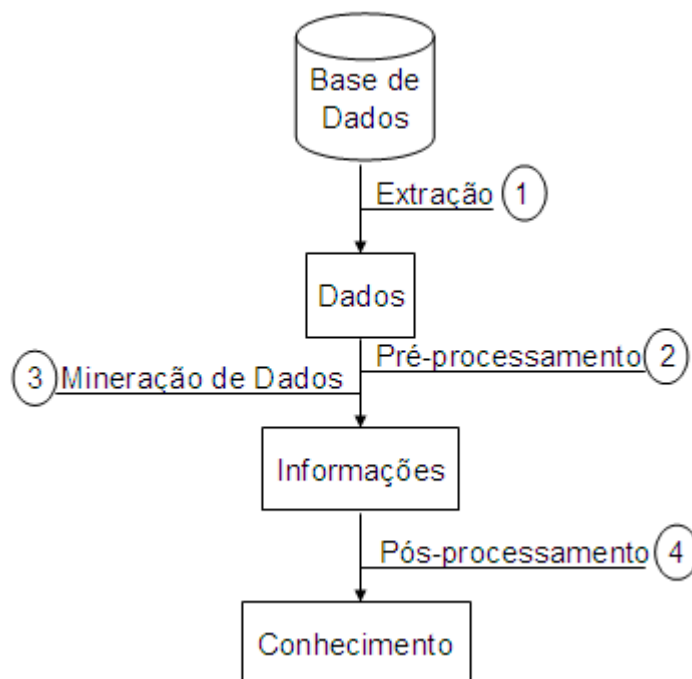 Base de
Dados
Extração 1
Dados
Pré-processamento 2
3 Mineração de Dados
Informações
Pós-processamento 4
Conhecimento